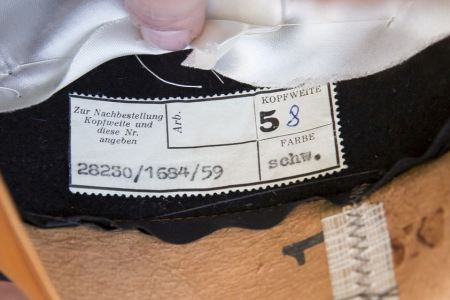 Zur Nachbestellung
Kopfweite und
diese Nr.
angeben
Arb.
KOPFWEITE
58
FARBE
schw.
28230/1684/59